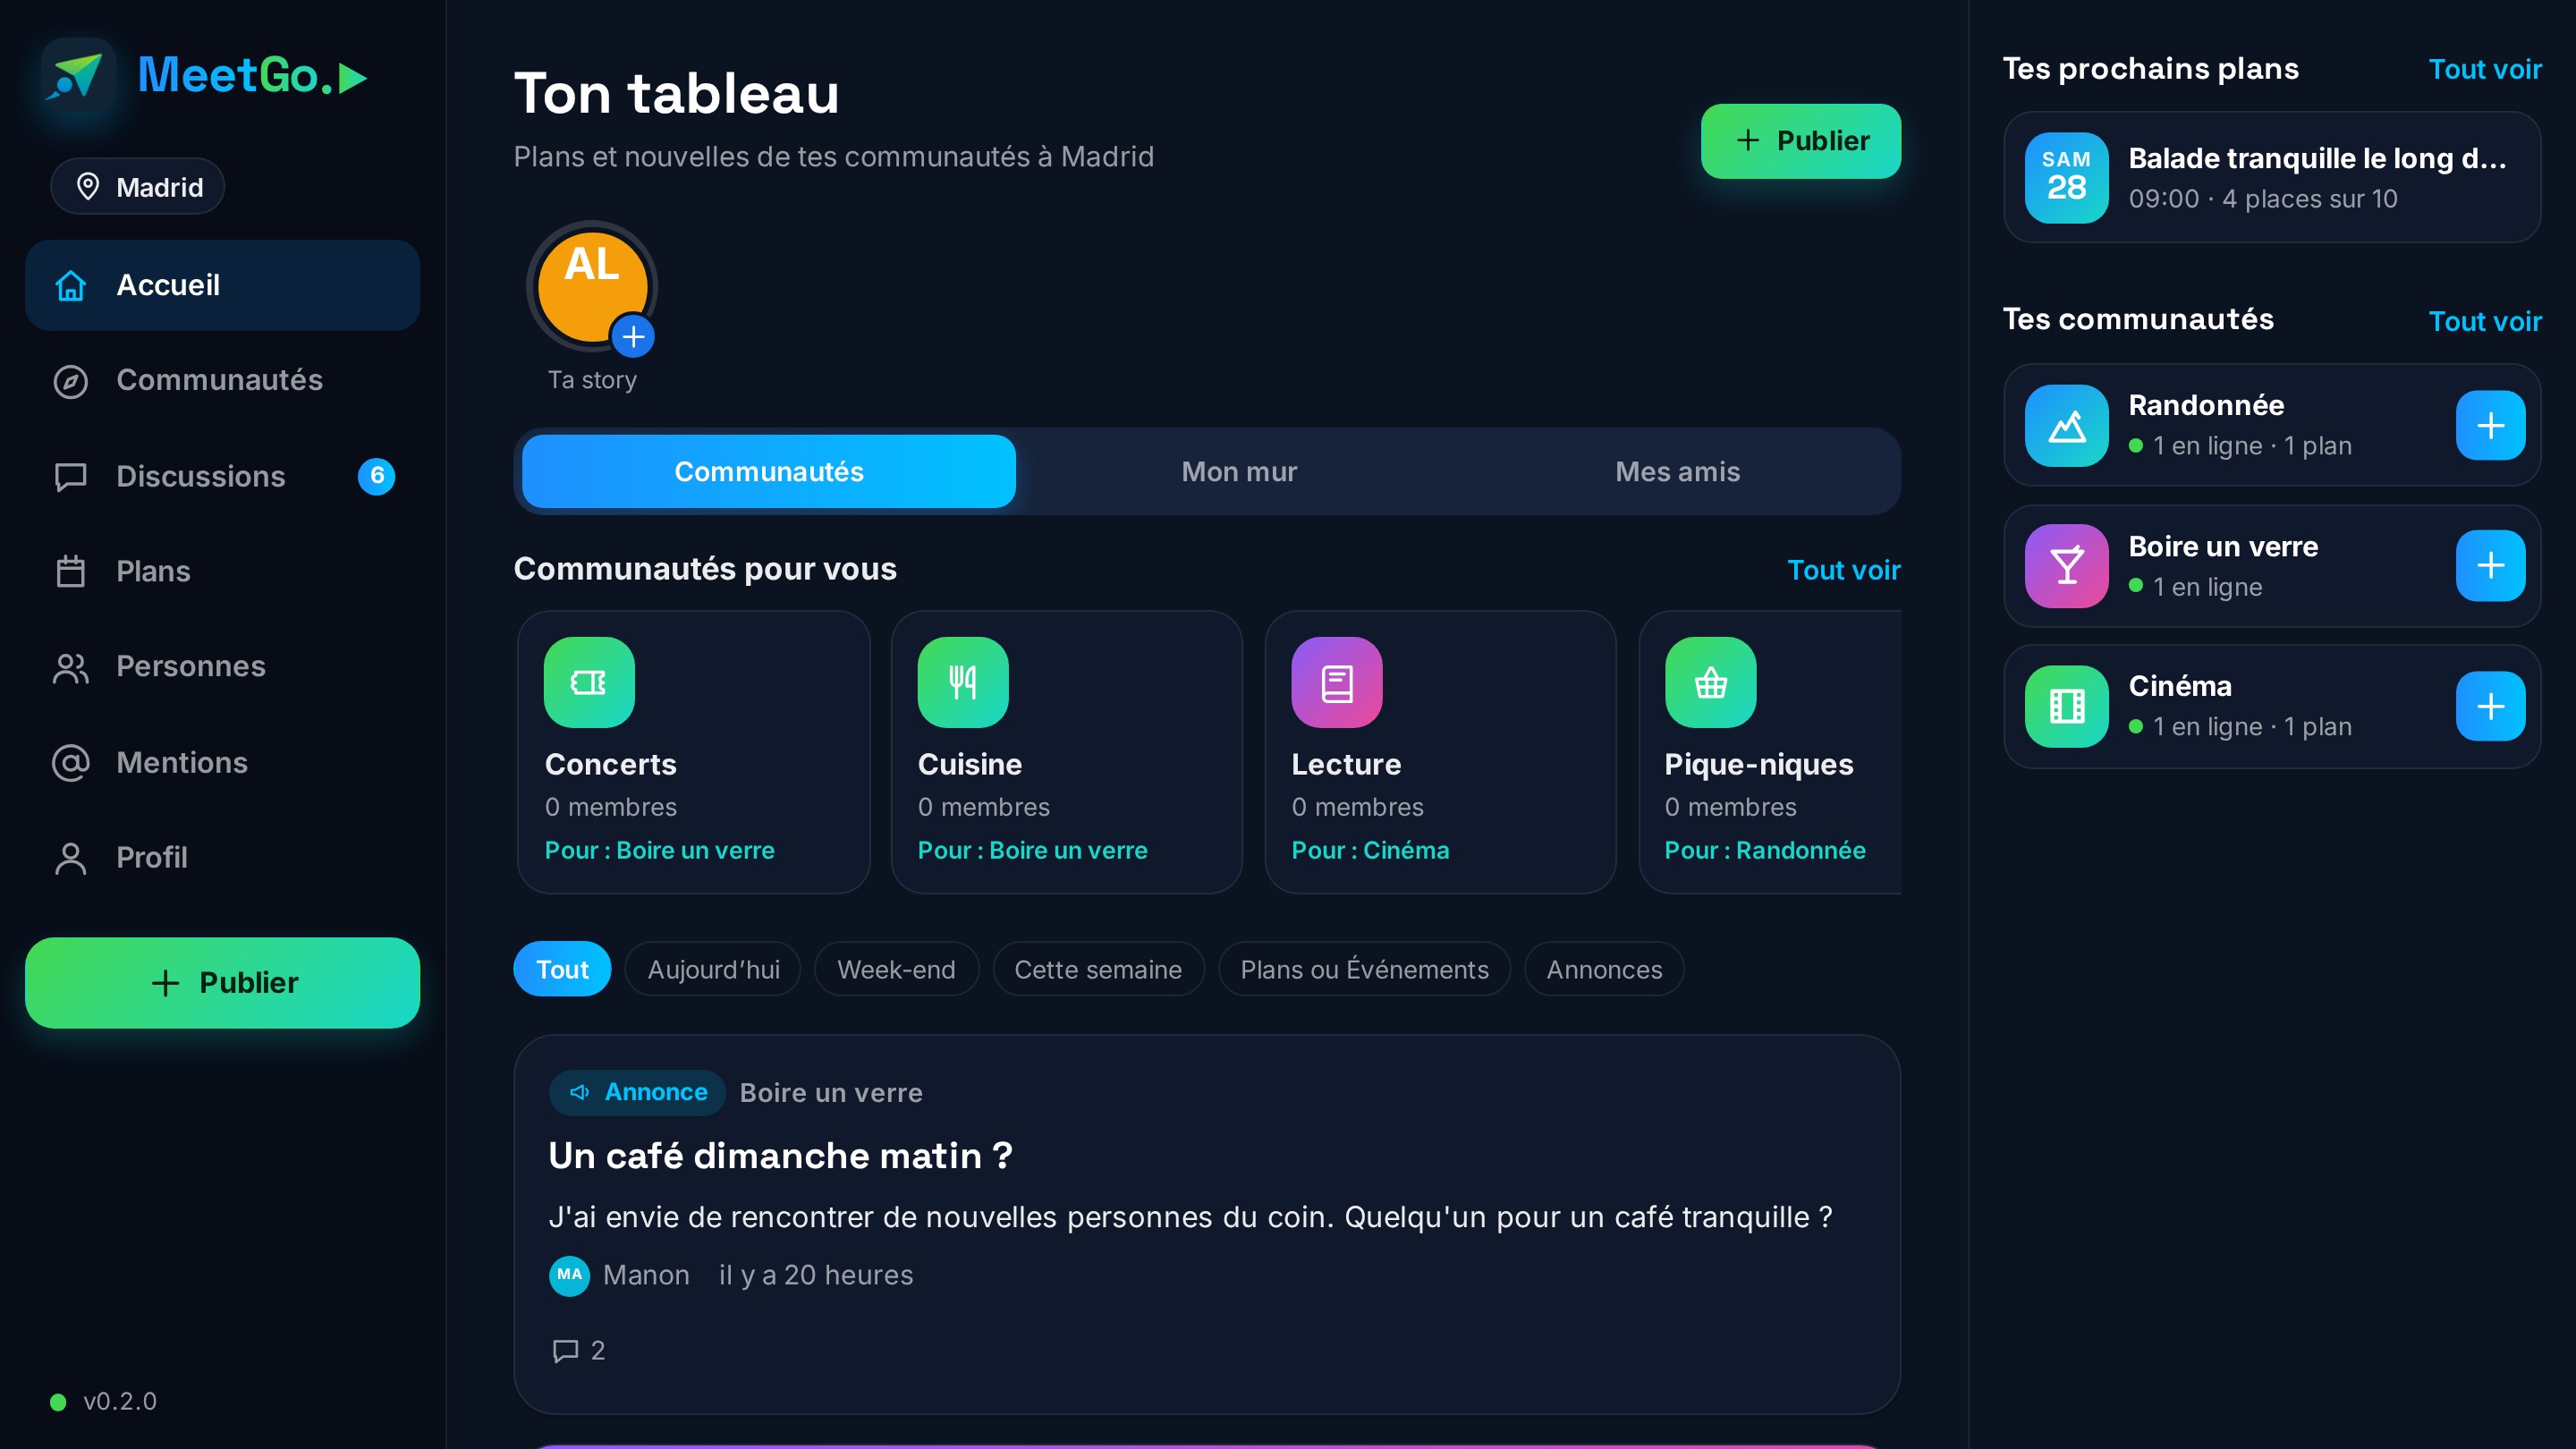 MeetGo.
Madrid
Accueil
Communautés
Discussions
6
Plans
Personnes
Mentions
Profil
Publier
v0.2.0
Ton tableau
Plans et nouvelles de tes communautés à Madrid
Publier
AL
Ta story
Communautés
Mon mur
Mes amis
Communautés pour vous
Tout voir
Concerts
0 membres
Pour : Boire un verre
Cuisine
0 membres
Pour : Boire un verre
Lecture
0 membres
Pour : Cinéma
Pique-niques
0 membres
Pour : Randonnée
Tout
Aujourd’hui
Week-end
Cette semaine
Plans ou Événements
Annonces
Annonce
Boire un verre
Un café dimanche matin ?
J'ai envie de rencontrer de nouvelles personnes du coin. Quelqu'un pour un café tranquille ?
MA
Manon
il y a 20 heures
2
Tes prochains plans
Tout voir
SAM
28
Balade tranquille le long d...
09:00 · 4 places sur 10
Tes communautés
Tout voir
Randonnée
1 en ligne · 1 plan
Boire un verre
1 en ligne
Cinéma
1 en ligne · 1 plan